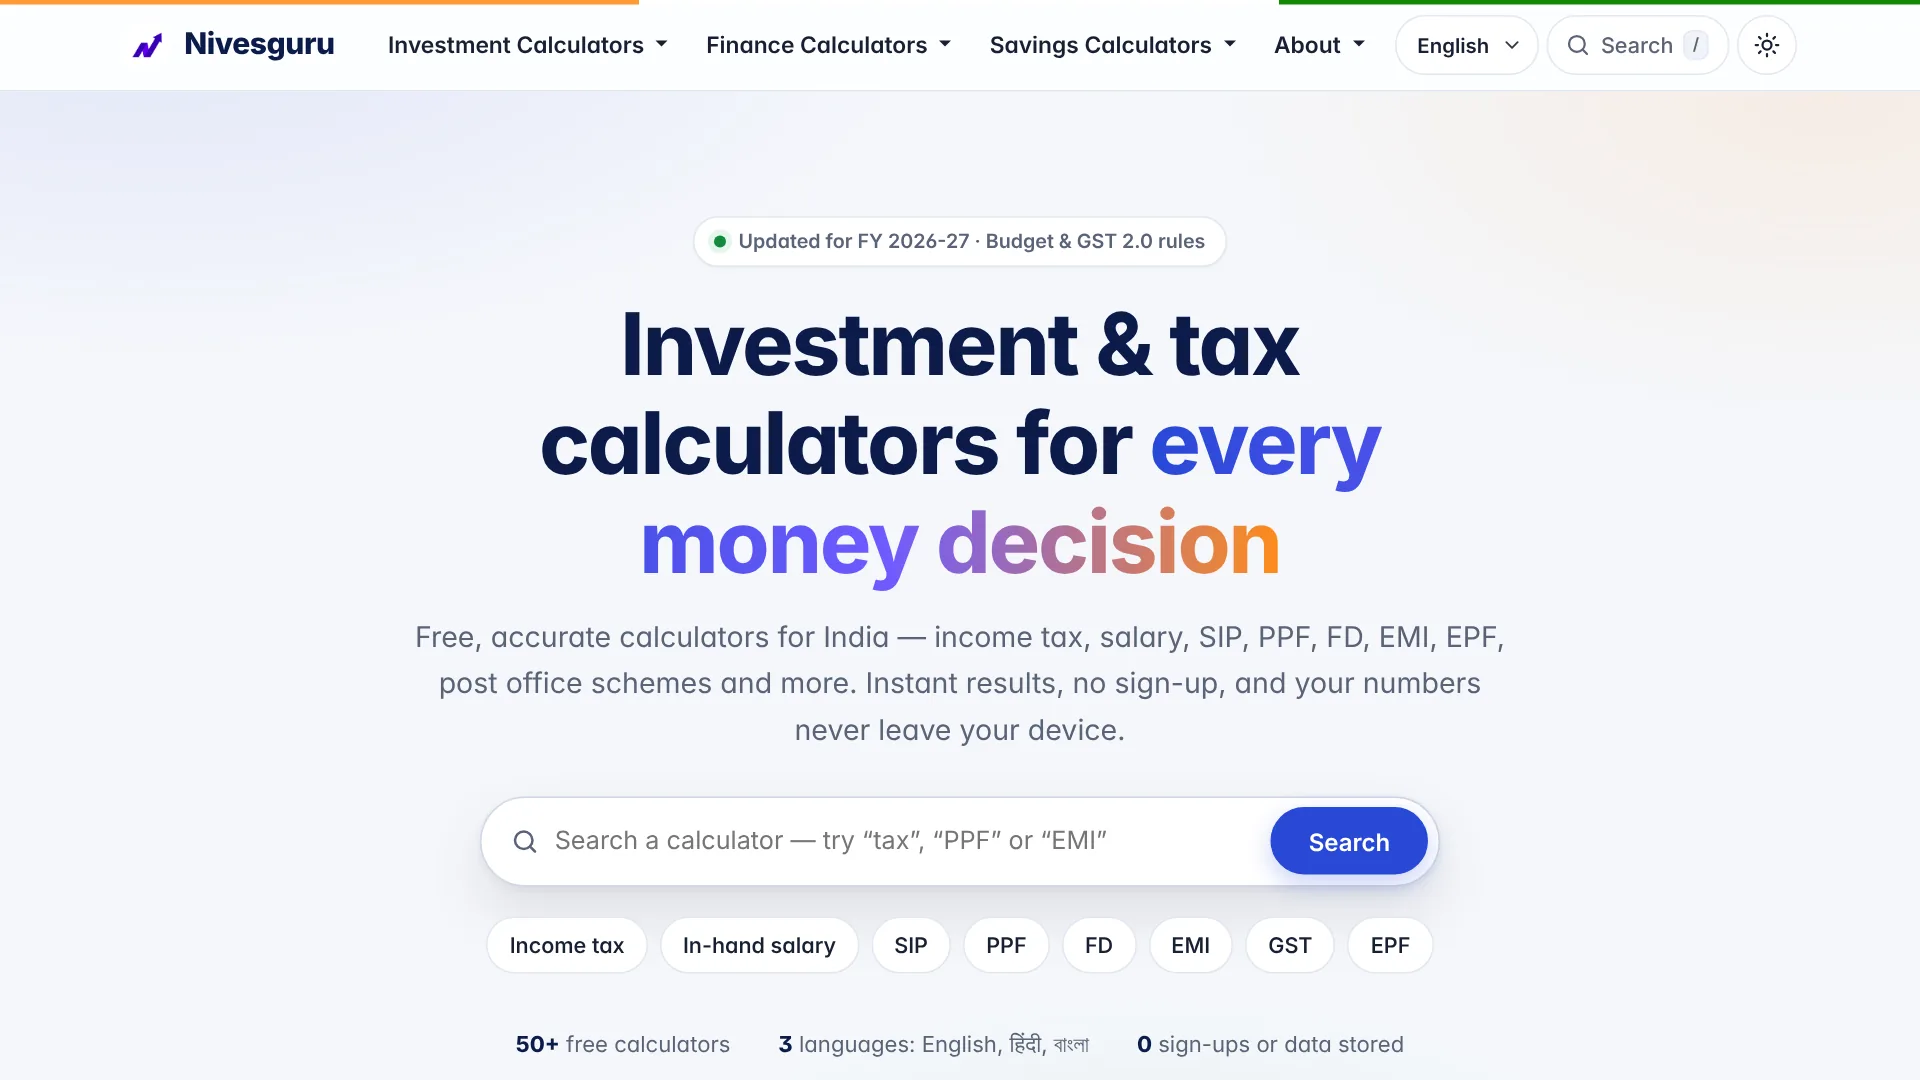 Nivesguru
Investment Calculators
Finance Calculators
Savings Calculators
About
English
Search /
Updated for FY 2026-27 · Budget & GST 2.0 rules
Investment & tax
calculators for every
money decision
Free, accurate calculators for India — income tax, salary, SIP, PPF, FD, EMI, EPF,
post office schemes and more. Instant results, no sign-up, and your numbers
never leave your device.
Search a calculator — try “tax”, “PPF” or “EMI”
Search
Income tax
In-hand salary
SIP
PPF
FD
EMI
GST
EPF
50+ free calculators
3 languages: English, हिंदी, বাংলা
0 sign-ups or data stored